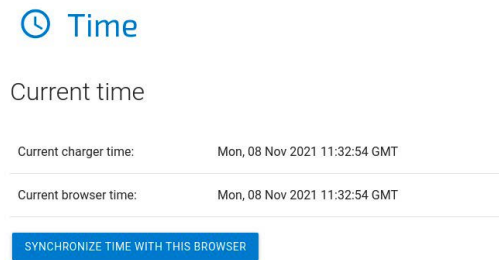 Time
Current time
Current charger time: Mon, 08 Nov 2021 11:32:54 GMT
Current browser time: Mon, 08 Nov 2021 11:32:54 GMT
SYNCHRONIZE TIME WITH THIS BROWSER